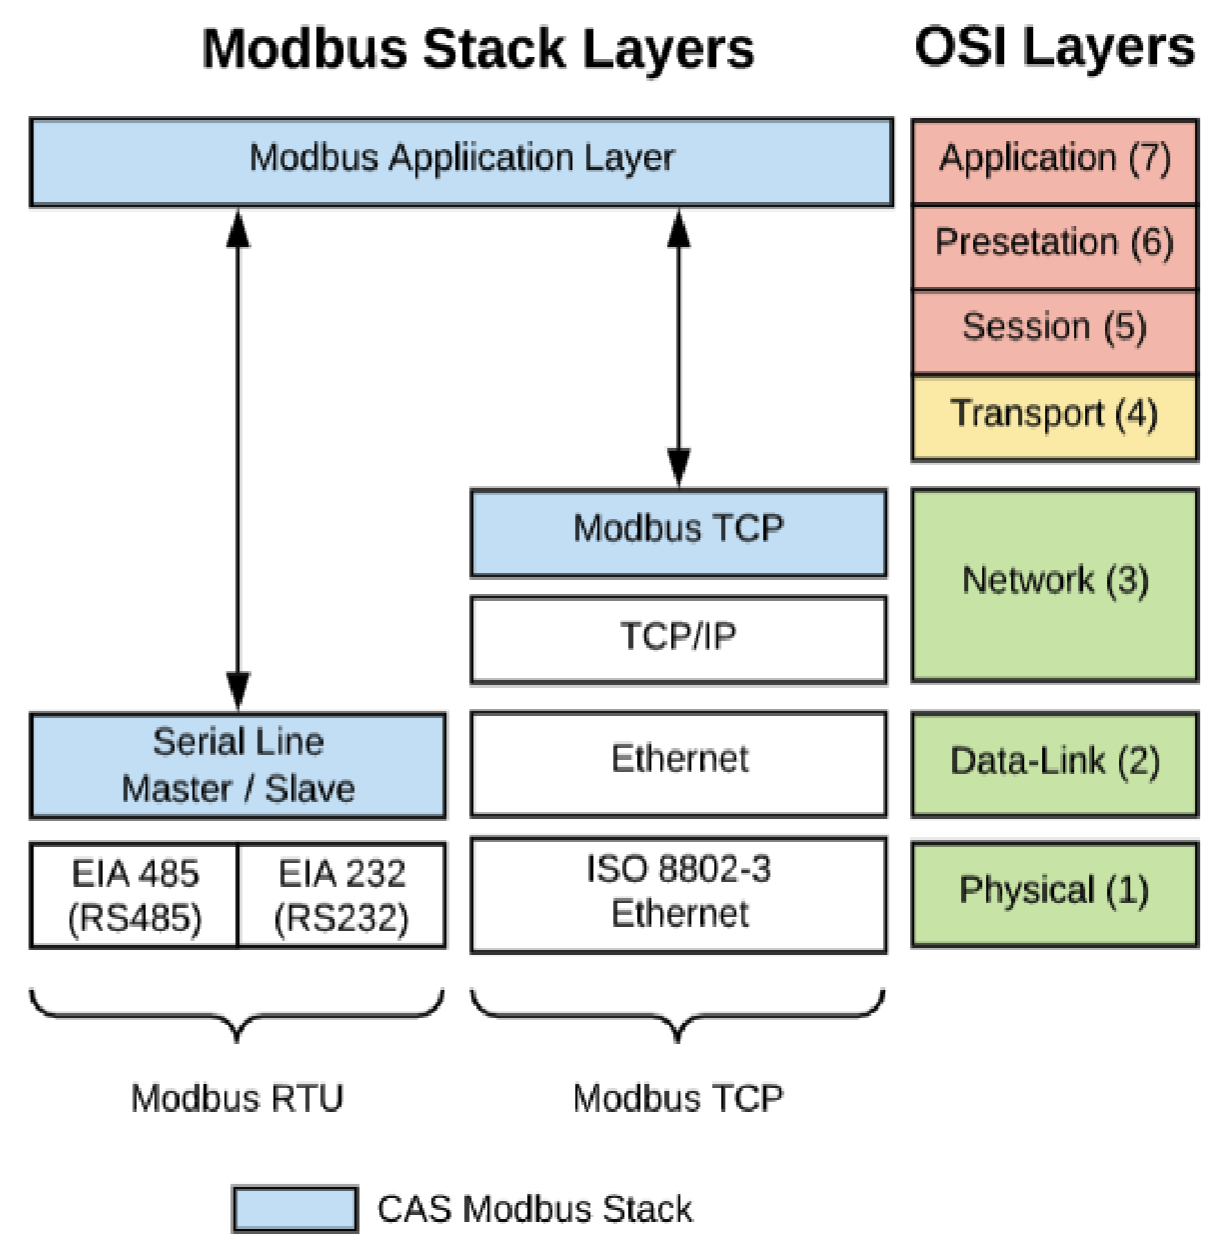 Modbus Stack Layers
OSI Layers
Modbus Appliication Layer
Application (7)
Presetation (6)
Session (5)
Transport (4)
Modbus TCP
Network (3)
TCP/IP
Serial Line
Master / Slave
Ethernet
Data-Link (2)
EIA 485
(RS485)
EIA 232
(RS232)
ISO 8802-3
Ethernet
Physical (1)
Modbus RTU
Modbus TCP
CAS Modbus Stack